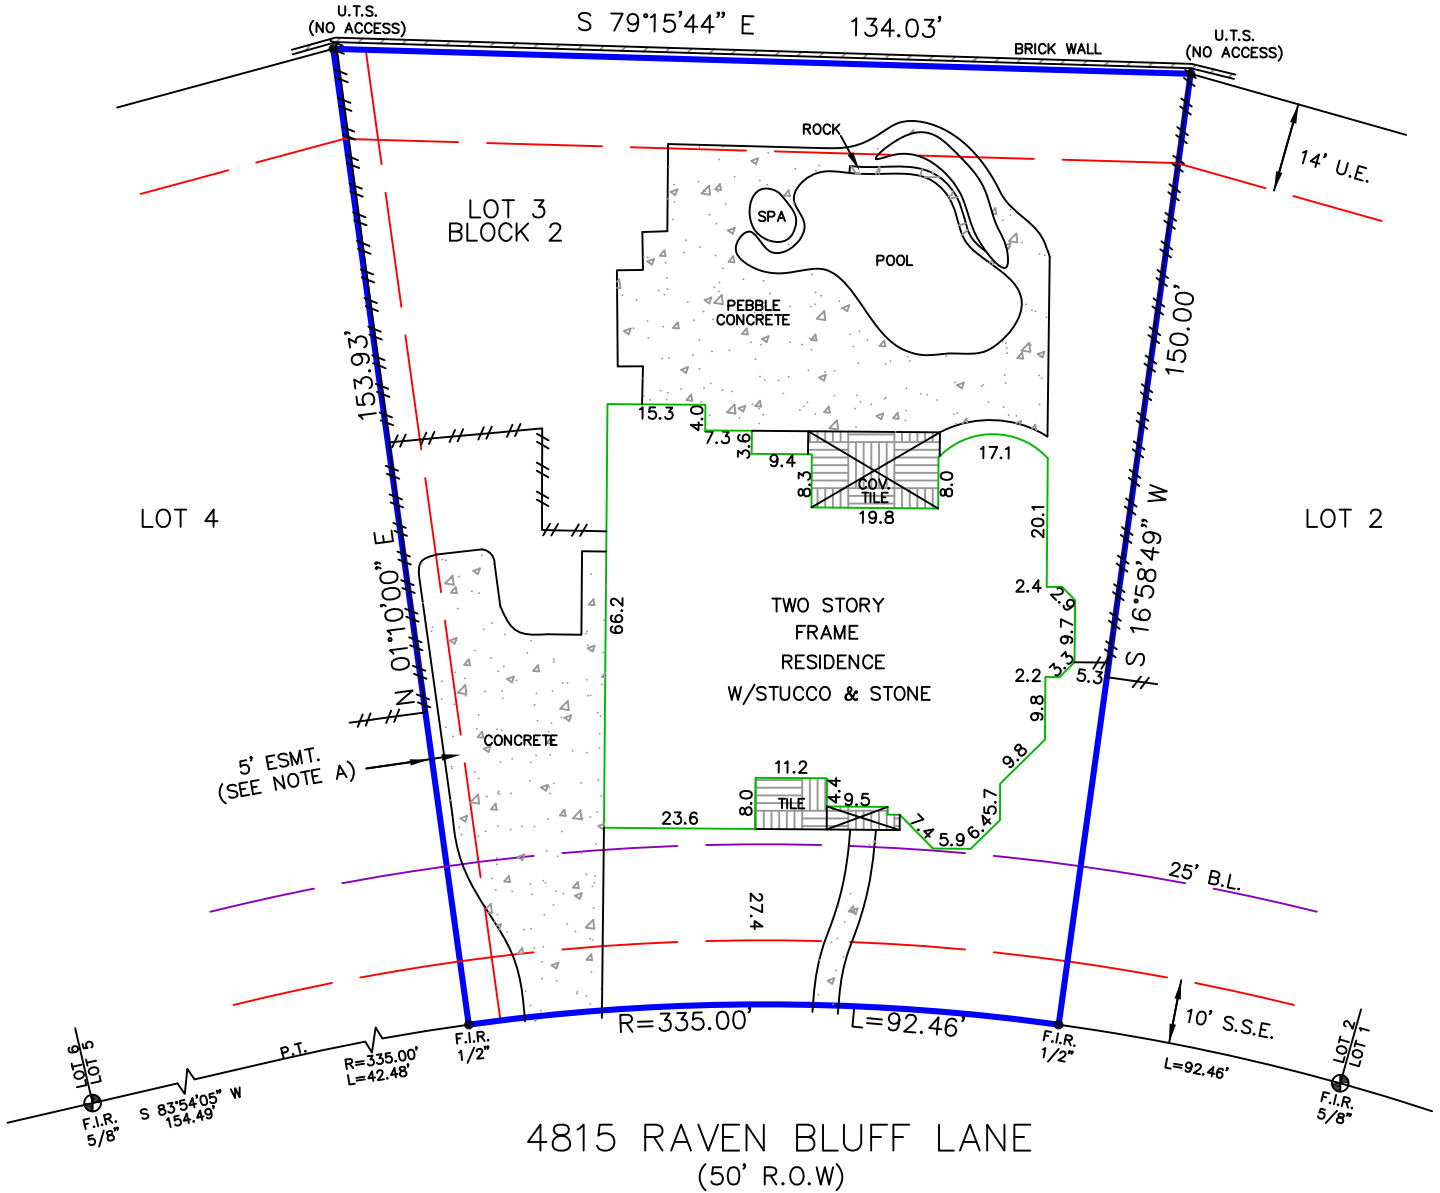 U.T.S.
(NO ACCESS)
S 79°15'44" E 134.03'
BRICK WALL
U.T.S.
(NO ACCESS)
14' U.E.
ROCK
LOT 3
BLOCK 2
SPA
POOL
PEBBLE
CONCRETE
153.93'
150.00'
15.3
4.0
7.3
3.6
9.4
8.3
COV.
TILE
19.8
8.0
17.1
20.1
LOT 4
LOT 2
N 01°10'00" E
S 16°58'49" W
66.2
TWO STORY
FRAME
RESIDENCE
W/STUCCO & STONE
2.4
2.9
9.7
3.3
5.3
2.2
9.8
9.8
CONCRETE
5' ESMT.
(SEE NOTE A)
11.2
8.0
TILE
4.4
9.5
23.6
7.4
5.9
6.4
5.7
27.4
25' B.L.
R=335.00'
L=92.46'
10' S.S.E.
F.I.R.
1/2"
F.I.R.
1/2"
P.T.
R=335.00'
L=42.48'
LOT 6
LOT 5
S 83°54'05" W
154.49'
F.I.R.
5/8"
L=92.46'
LOT 2
LOT 1
F.I.R.
5/8"
4815 RAVEN BLUFF LANE
(50' R.O.W)